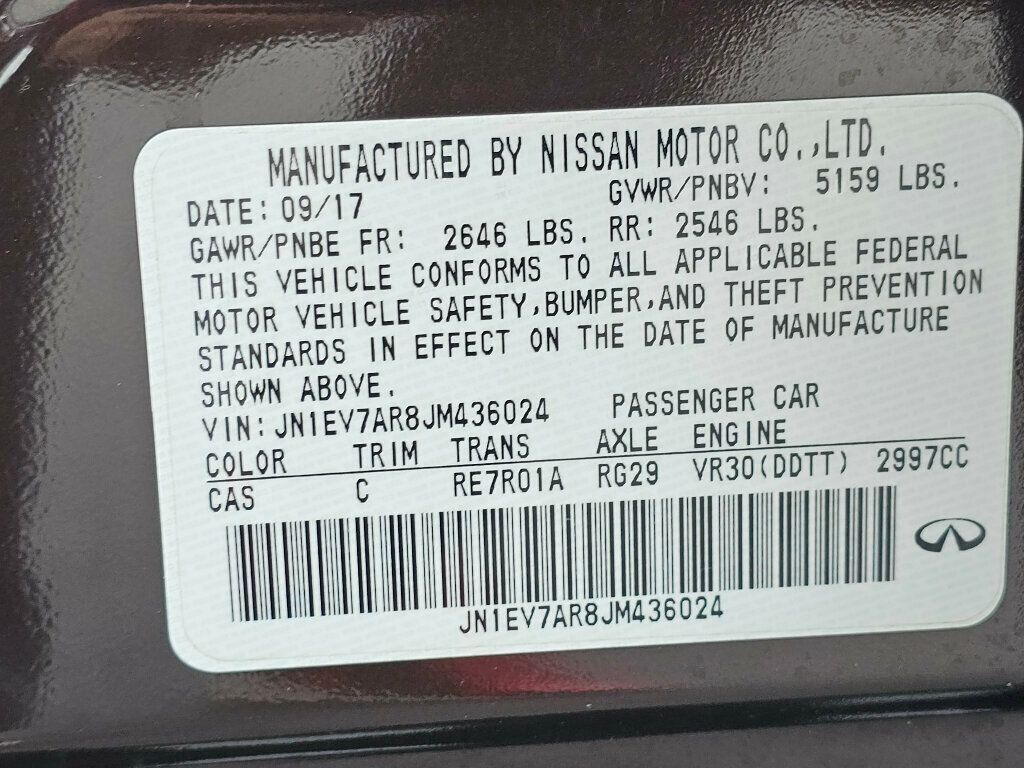 MANUFACTURED BY NISSAN MOTOR CO.,LTD.
DATE: 09/17 GVWR/PNBV: 5159 LBS.
GAWR/PNBE FR: 2646 LBS. RR: 2546 LBS.
THIS VEHICLE CONFORMS TO ALL APPLICABLE FEDERAL
MOTOR VEHICLE SAFETY,BUMPER,AND THEFT PREVENTION
STANDARDS IN EFFECT ON THE DATE OF MANUFACTURE
SHOWN ABOVE.
VIN: JN1EV7AR8JM436024 PASSENGER CAR
COLOR TRIM TRANS AXLE ENGINE
CAS C RE7R01A RG29 VR30(DDTT) 2997CC
JN1EV7AR8JM436024